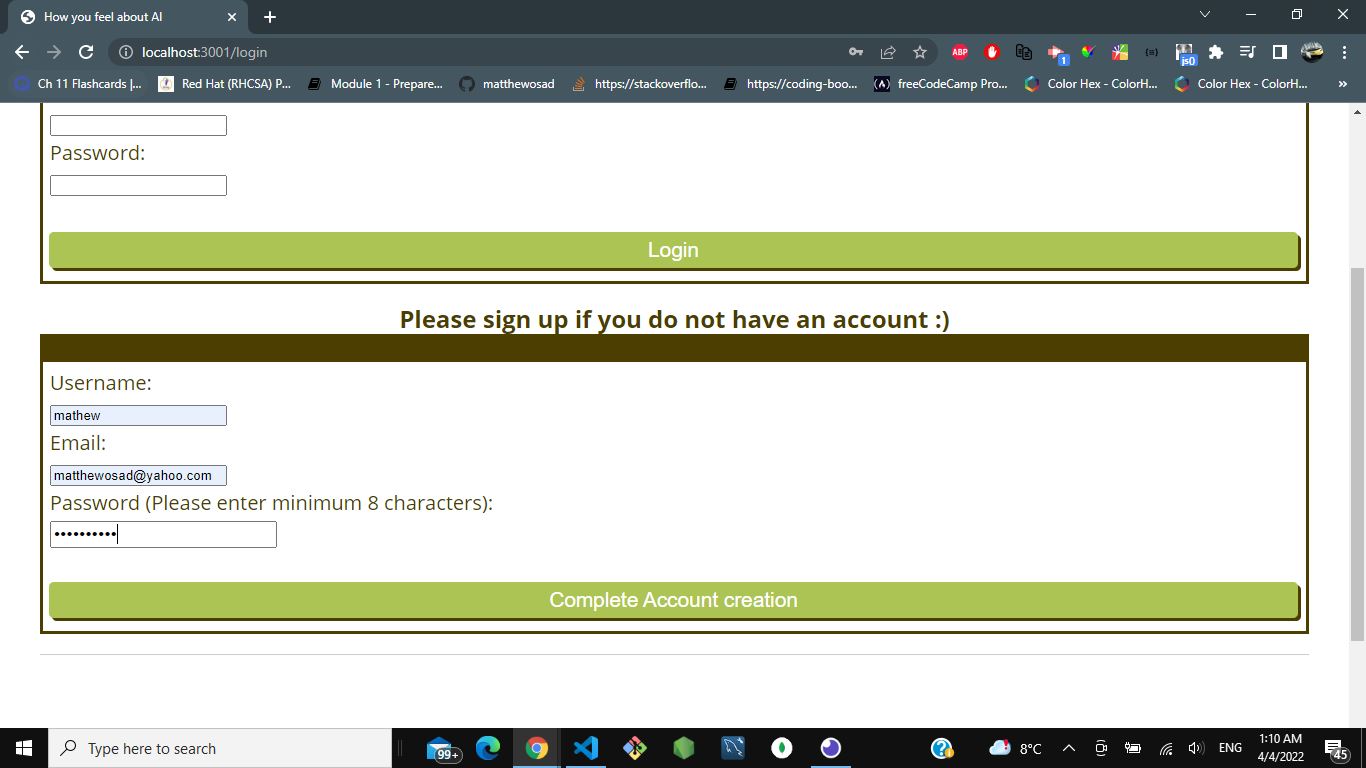 How you feel about AI
localhost:3001/login
ABP
1
js0
Ch 11 Flashcards |...
Red Hat (RHCSA) P...
Module 1 - Prepare...
matthewosad
https://stackoverflo...
https://coding-boo...
freeCodeCamp Pro...
Color Hex - ColorH...
Color Hex - ColorH...
»
Password:
Login
Please sign up if you do not have an account :)
Username:
mathew
Email:
matthewosad@yahoo.com
Password (Please enter minimum 8 characters):
••••••••••
Complete Account creation
Type here to search
99+
8°C
ENG
1:10 AM
4/4/2022
45